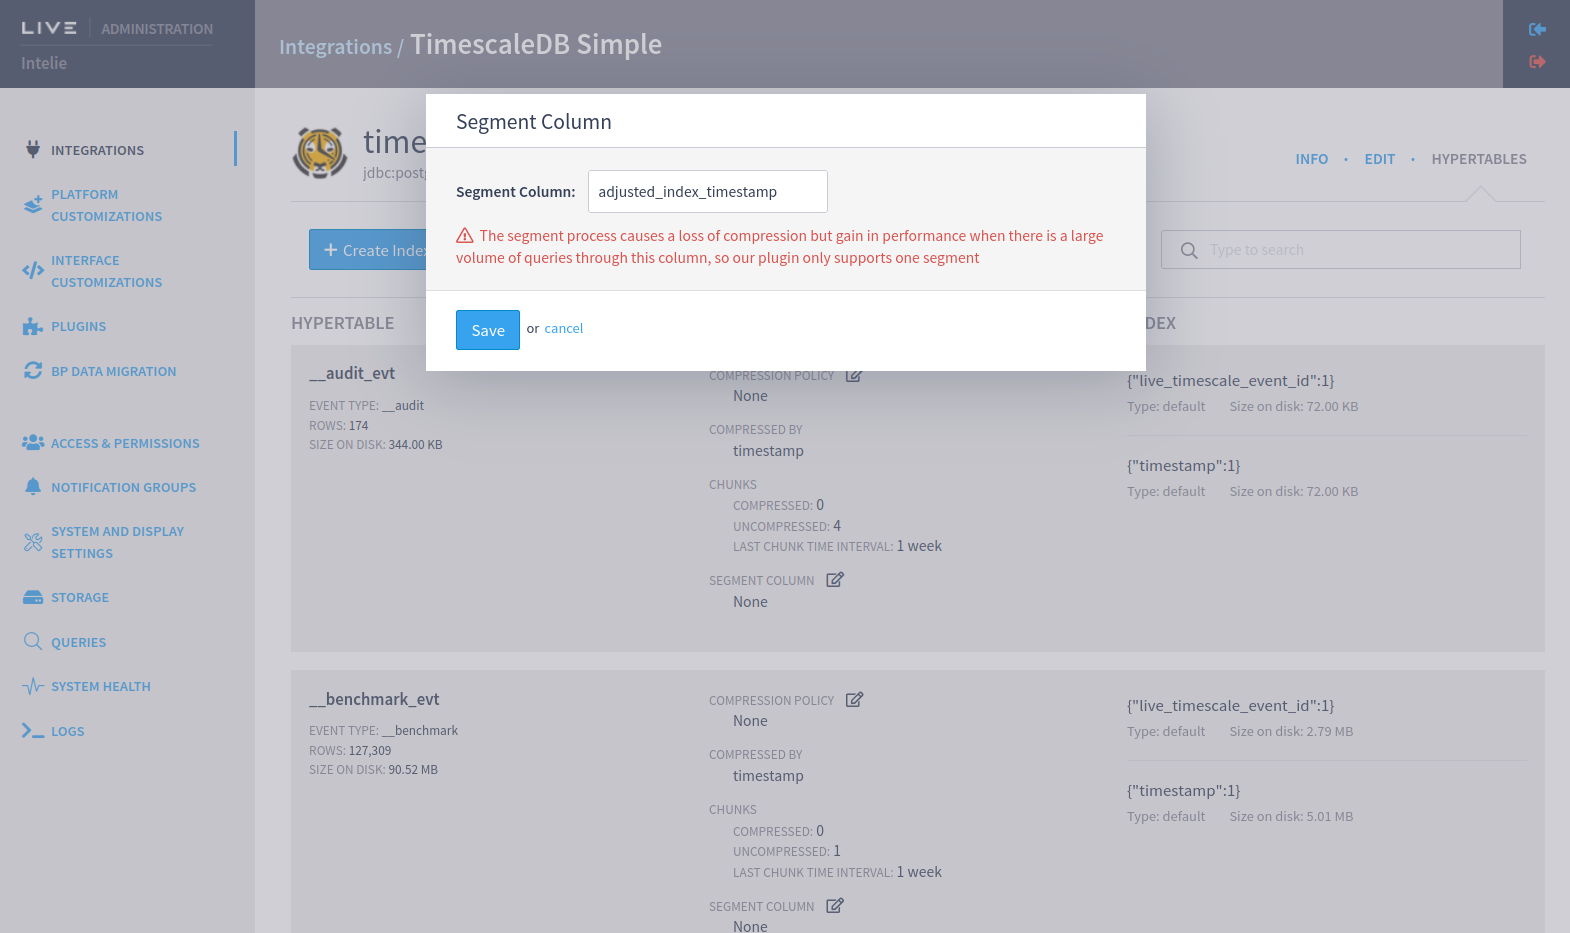 LIVE ADMINISTRATION
Intelie
Integrations / TimescaleDB Simple
INTEGRATIONS
PLATFORM
CUSTOMIZATIONS
INTERFACE
CUSTOMIZATIONS
PLUGINS
BP DATA MIGRATION
ACCESS & PERMISSIONS
NOTIFICATION GROUPS
SYSTEM AND DISPLAY
SETTINGS
STORAGE
QUERIES
SYSTEM HEALTH
LOGS
time
jdbc:postg
INFO • EDIT • HYPERTABLES
+ Create Index
Type to search
Segment Column
Segment Column: adjusted_index_timestamp
The segment process causes a loss of compression but gain in performance when there is a large
volume of queries through this column, so our plugin only supports one segment
Save or cancel
HYPERTABLE
DEX
__audit_evt
EVENT TYPE: __audit
ROWS: 174
SIZE ON DISK: 344.00 KB
COMPRESSION POLICY
None
COMPRESSED BY
timestamp
CHUNKS
COMPRESSED: 0
UNCOMPRESSED: 4
LAST CHUNK TIME INTERVAL: 1 week
SEGMENT COLUMN
None
{"live_timescale_event_id":1}
Type: default Size on disk: 72.00 KB
{"timestamp":1}
Type: default Size on disk: 72.00 KB
__benchmark_evt
EVENT TYPE: __benchmark
ROWS: 127,309
SIZE ON DISK: 90.52 MB
COMPRESSION POLICY
None
COMPRESSED BY
timestamp
CHUNKS
COMPRESSED: 0
UNCOMPRESSED: 1
LAST CHUNK TIME INTERVAL: 1 week
SEGMENT COLUMN
None
{"live_timescale_event_id":1}
Type: default Size on disk: 2.79 MB
{"timestamp":1}
Type: default Size on disk: 5.01 MB